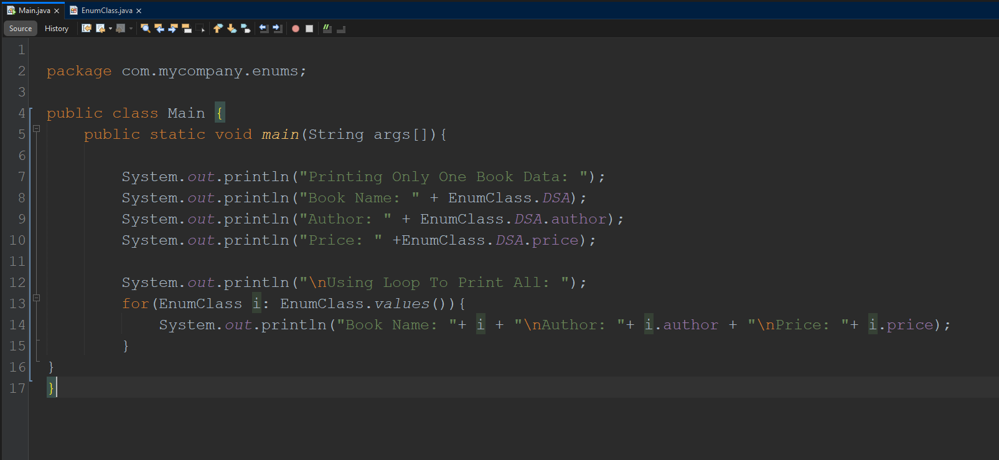 Main.java EnumClass.java
Source History
1
2 package com.mycompany.enums;
3
4 public class Main {
5 public static void main(String args[]){
6
7 System.out.println("Printing Only One Book Data: ");
8 System.out.println("Book Name: " + EnumClass.DSA);
9 System.out.println("Author: " + EnumClass.DSA.author);
10 System.out.println("Price: " +EnumClass.DSA.price);
11
12 System.out.println("\nUsing Loop To Print All: ");
13 for(EnumClass i: EnumClass.values()){
14 System.out.println("Book Name: "+ i + "\nAuthor: "+ i.author + "\nPrice: "+ i.price);
15 }
16 }
17 }